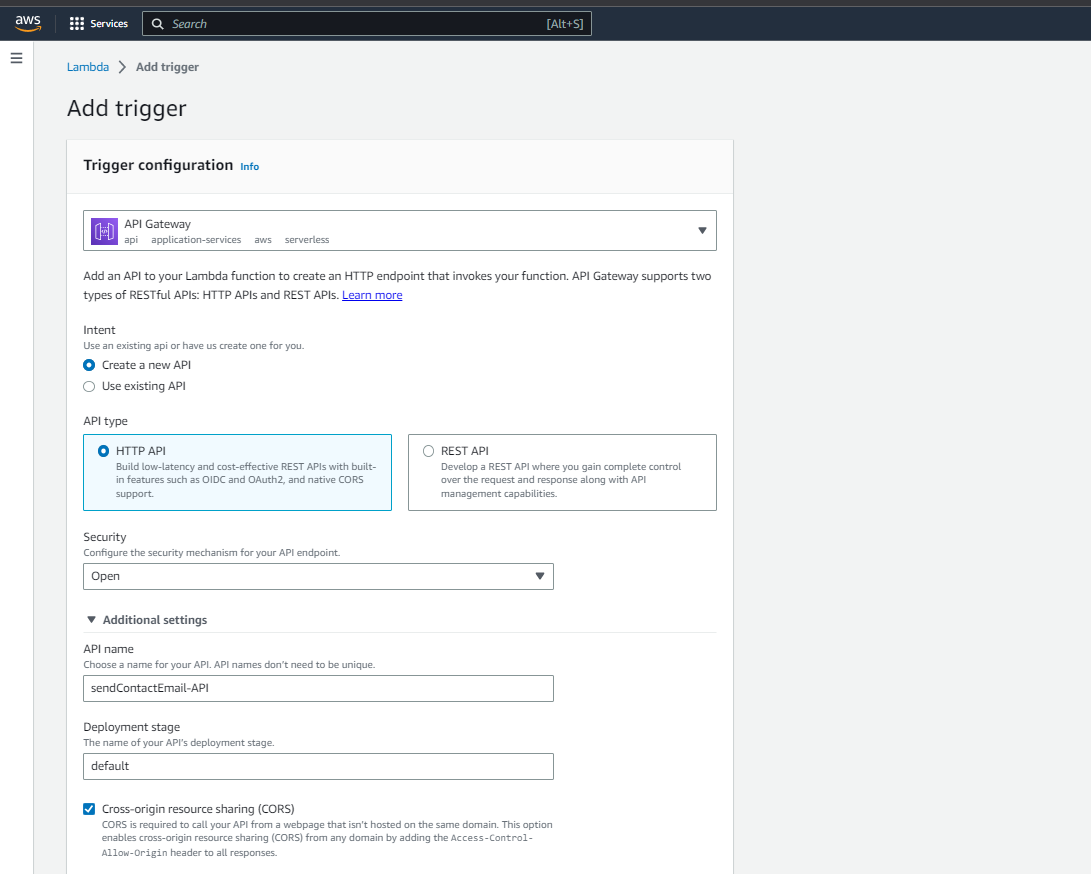 aws Services Search [Alt+S]
Lambda Add trigger
Add trigger
Trigger configuration Info
API Gateway
api application-services aws serverless
Add an API to your Lambda function to create an HTTP endpoint that invokes your function. API Gateway supports two
types of RESTful APIs: HTTP APIs and REST APIs. Learn more
Intent
Use an existing api or have us create one for you.
Create a new API
Use existing API
API type
HTTP API
Build low-latency and cost-effective REST APIs with built-
in features such as OIDC and OAuth2, and native CORS
support.
REST API
Develop a REST API where you gain complete control
over the request and response along with API
management capabilities.
Security
Configure the security mechanism for your API endpoint.
Open
Additional settings
API name
Choose a name for your API. API names don't need to be unique.
sendContactEmail-API
Deployment stage
The name of your API's deployment stage.
default
Cross-origin resource sharing (CORS)
CORS is required to call your API from a webpage that isn't hosted on the same domain. This option
enables cross-origin resource sharing (CORS) from any domain by adding the Access-Control-
Allow-Origin header to all responses.